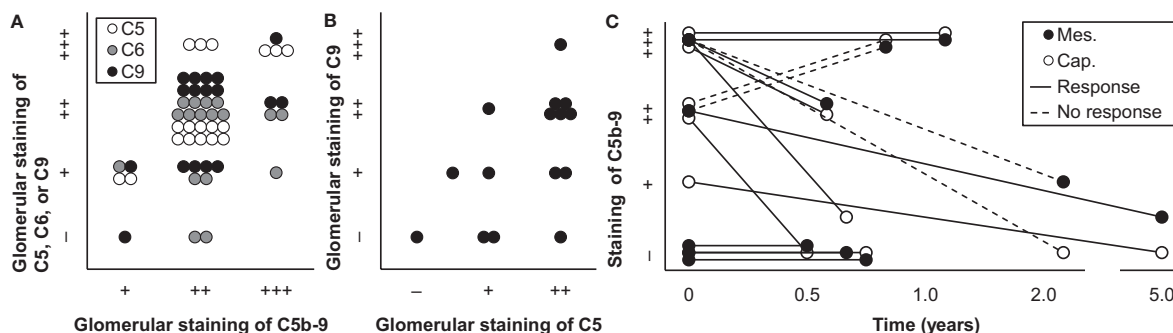 A
Glomerular staining of
C5, C6, or C9
+++
++
+
–
C5
C6
C9
+
++
+++
Glomerular staining of C5b-9
B
Glomerular staining of C9
+++
++
+
–
–
+
++
Glomerular staining of C5
C
Staining of C5b-9
+++
++
+
–
Mes.
Cap.
Response
No response
0
0.5
1.0
2.0
5.0
Time (years)